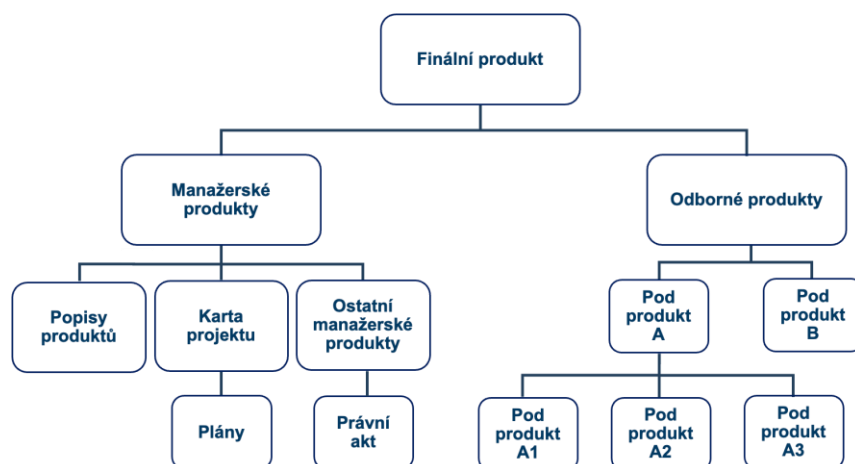 Finální produkt
Manažerské
produkty
Odborné produkty
Popisy
produktů
Karta
projektu
Ostatní
manažerské
produkty
Pod
produkt
A
Pod
produkt
B
Plány
Právní
akt
Pod
produkt
A1
Pod
produkt
A2
Pod
produkt
A3